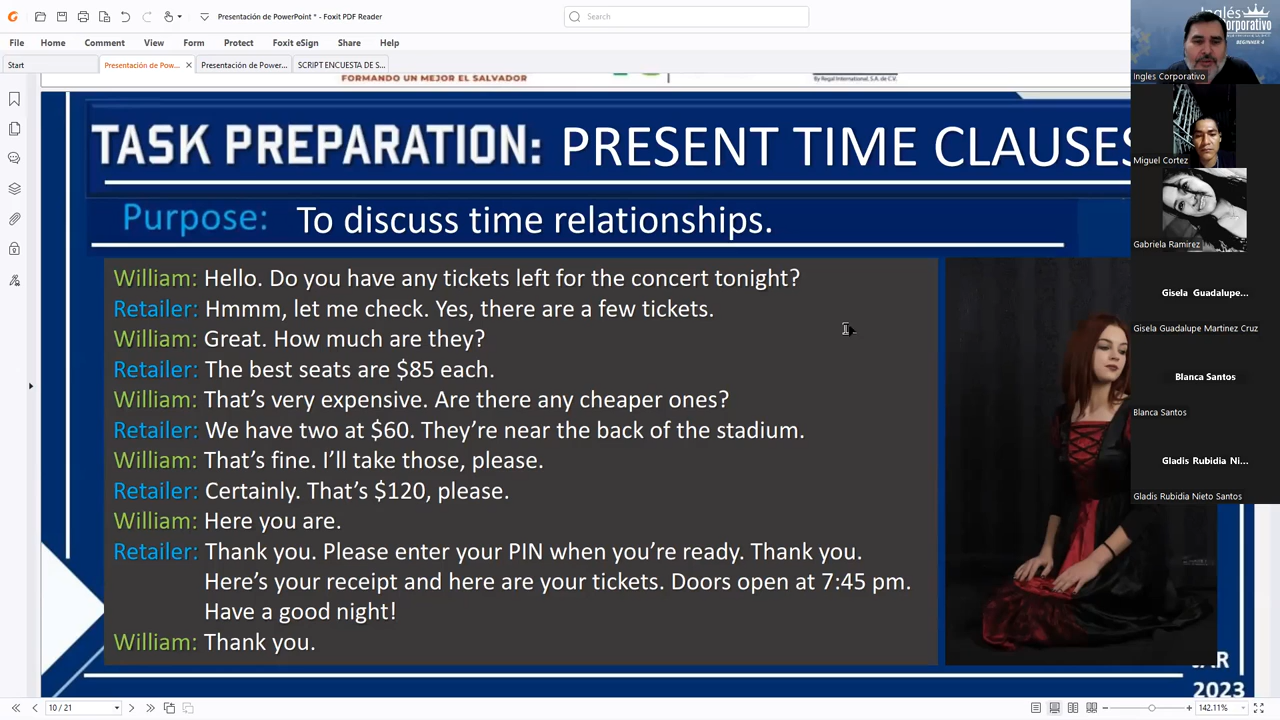 Presentación de PowerPoint * - Foxit PDF Reader
Search
File Home Comment View Form Protect Foxit eSign Share Help
Start
Presentación de Pow...
Presentación de Power...
SCRIPT ENCUESTA DE S...
FORMANDO UN MEJOR EL SALVADOR
By Regal International, S.A. de C.V.
TASK PREPARATION: PRESENT TIME CLAUSES
Purpose: To discuss time relationships.
William: Hello. Do you have any tickets left for the concert tonight?
Retailer: Hmmm, let me check. Yes, there are a few tickets.
William: Great. How much are they?
Retailer: The best seats are $85 each.
William: That's very expensive. Are there any cheaper ones?
Retailer: We have two at $60. They're near the back of the stadium.
William: That's fine. I'll take those, please.
Retailer: Certainly. That's $120, please.
William: Here you are.
Retailer: Thank you. Please enter your PIN when you're ready. Thank you.
Here's your receipt and here are your tickets. Doors open at 7:45 pm.
Have a good night!
William: Thank you.
2023
10 / 21
142.11%
Inglés
Corporativo
BEGINNER 4
Ingles Corporativo
Miguel Cortez
Gabriela Ramirez
Gisela Guadalupe...
Gisela Guadalupe Martinez Cruz
Blanca Santos
Blanca Santos
Gladis Rubidia Ni...
Gladis Rubidia Nieto Santos